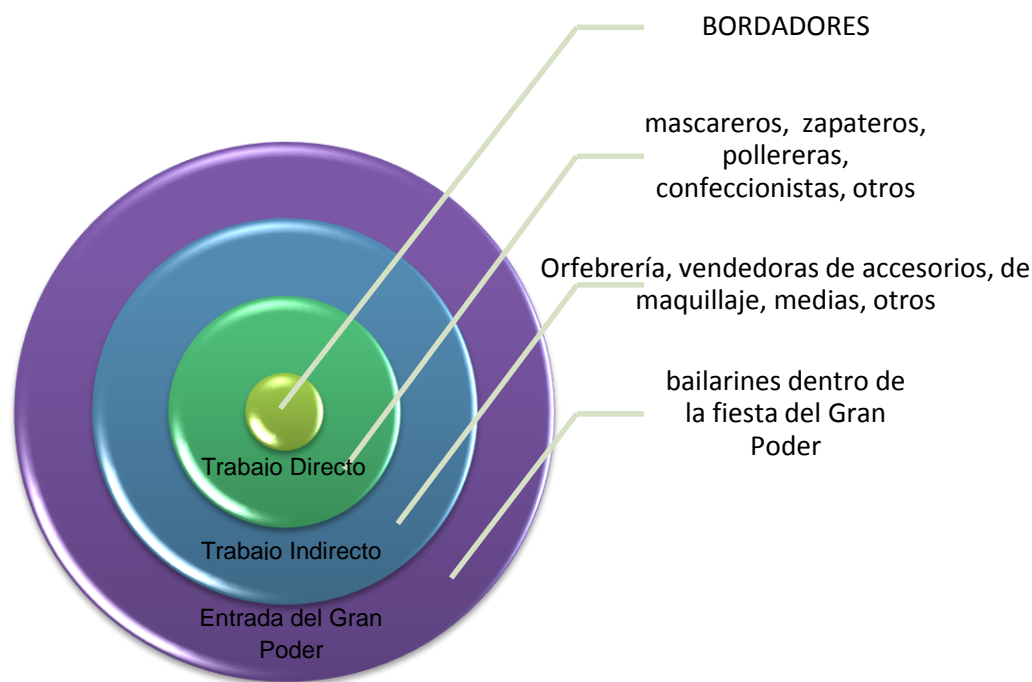 BORDADORES
mascareros, zapateros,
pollereras,
confeccionistas, otros
Orfebrería, vendedoras de accesorios, de
maquillaje, medias, otros
bailarines dentro de
la fiesta del Gran
Poder
Trabajo Directo
Trabajo Indirecto
Entrada del Gran
Poder